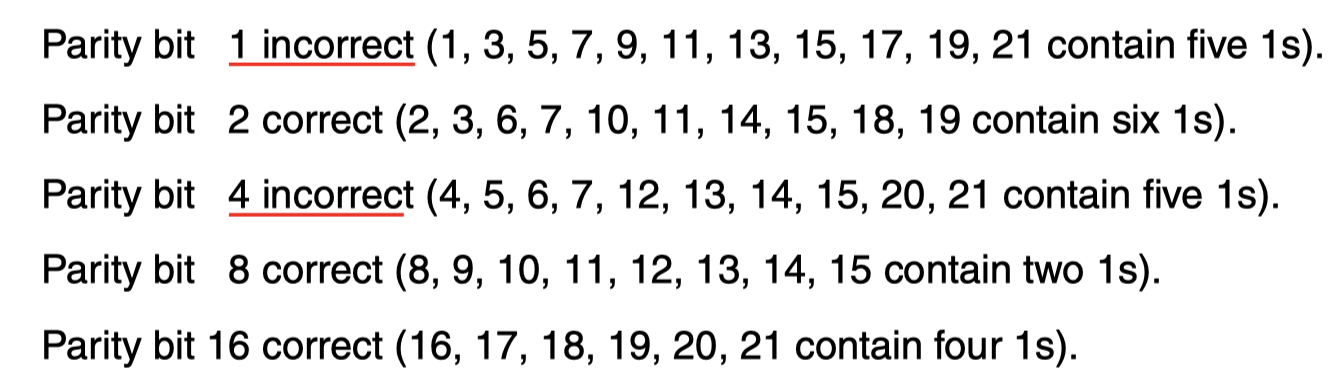 Parity bit 1 incorrect (1, 3, 5, 7, 9, 11, 13, 15, 17, 19, 21 contain five 1s).
Parity bit 2 correct (2, 3, 6, 7, 10, 11, 14, 15, 18, 19 contain six 1s).
Parity bit 4 incorrect (4, 5, 6, 7, 12, 13, 14, 15, 20, 21 contain five 1s).
Parity bit 8 correct (8, 9, 10, 11, 12, 13, 14, 15 contain two 1s).
Parity bit 16 correct (16, 17, 18, 19, 20, 21 contain four 1s).